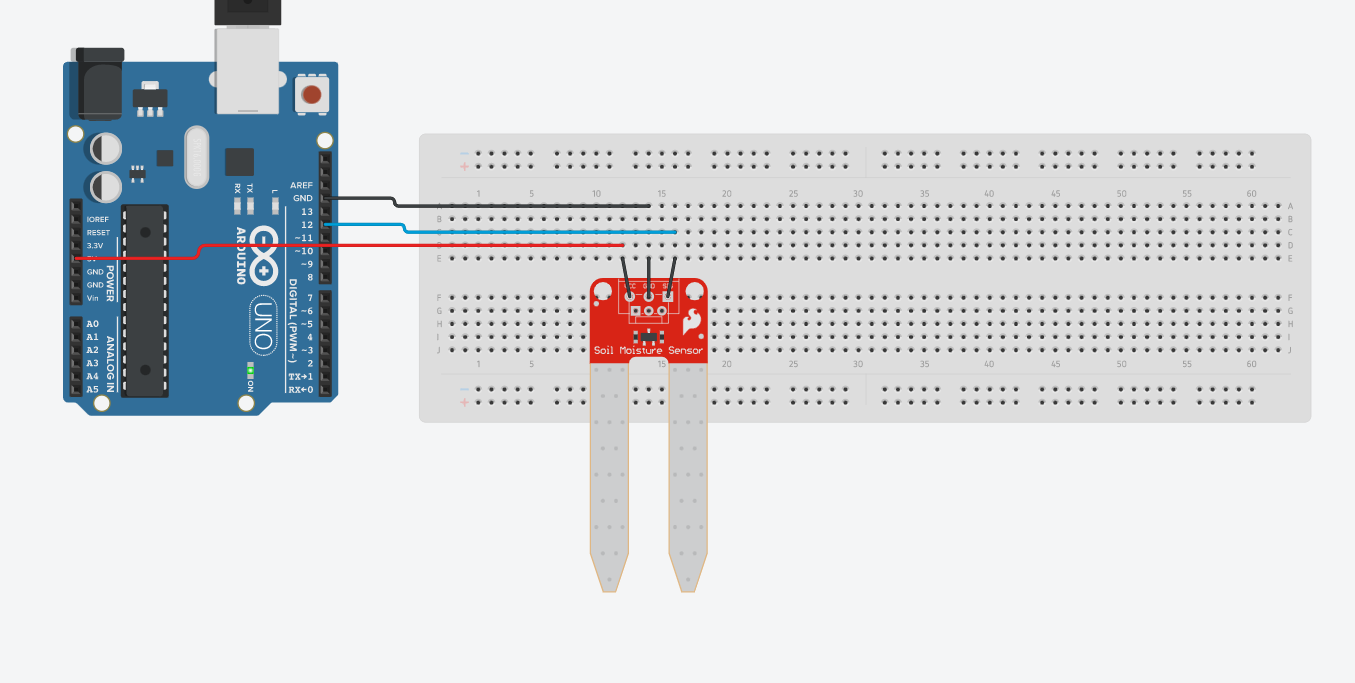 AREF
GND
13
12
~11
~10
~9
8
7
~6
~5
4
~3
2
TX→1
RX←0
DIGITAL (PWM~)
IOREF
RESET
3.3V
5V
GND
GND
Vin
POWER
A0
A1
A2
A3
A4
A5
ANALOG IN
RX
TX
L
ARDUINO
UNO
ON
− 
+
1 5 10 15 20 25 30 35 40 45 50 55 60
A A
B B
C C
D D
E E
VCC GND SIG
F F
G G
H H
I I
J J
Soil Moisture Sensor
1 5 15 20 25 30 35 40 45 50 55 60
−
+